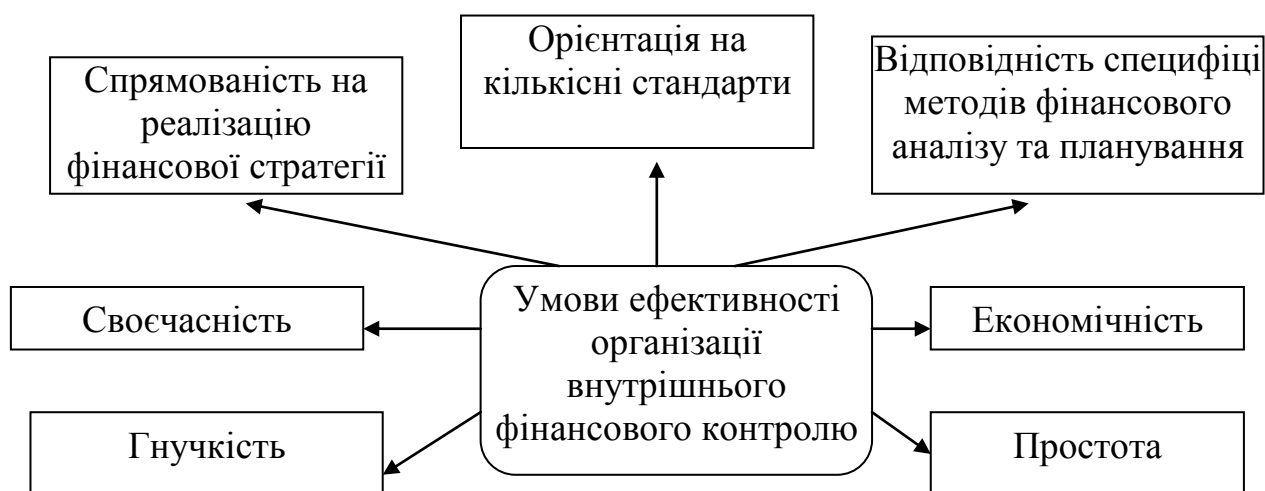 Спрямованість на
реалізацію
фінансової стратегії
Орієнтація на
кількісні стандарти
Відповідність специфіці
методів фінансового
аналізу та планування
Своєчасність
Умови ефективності
організації
внутрішнього
фінансового контролю
Економічність
Гнучкість
Простота